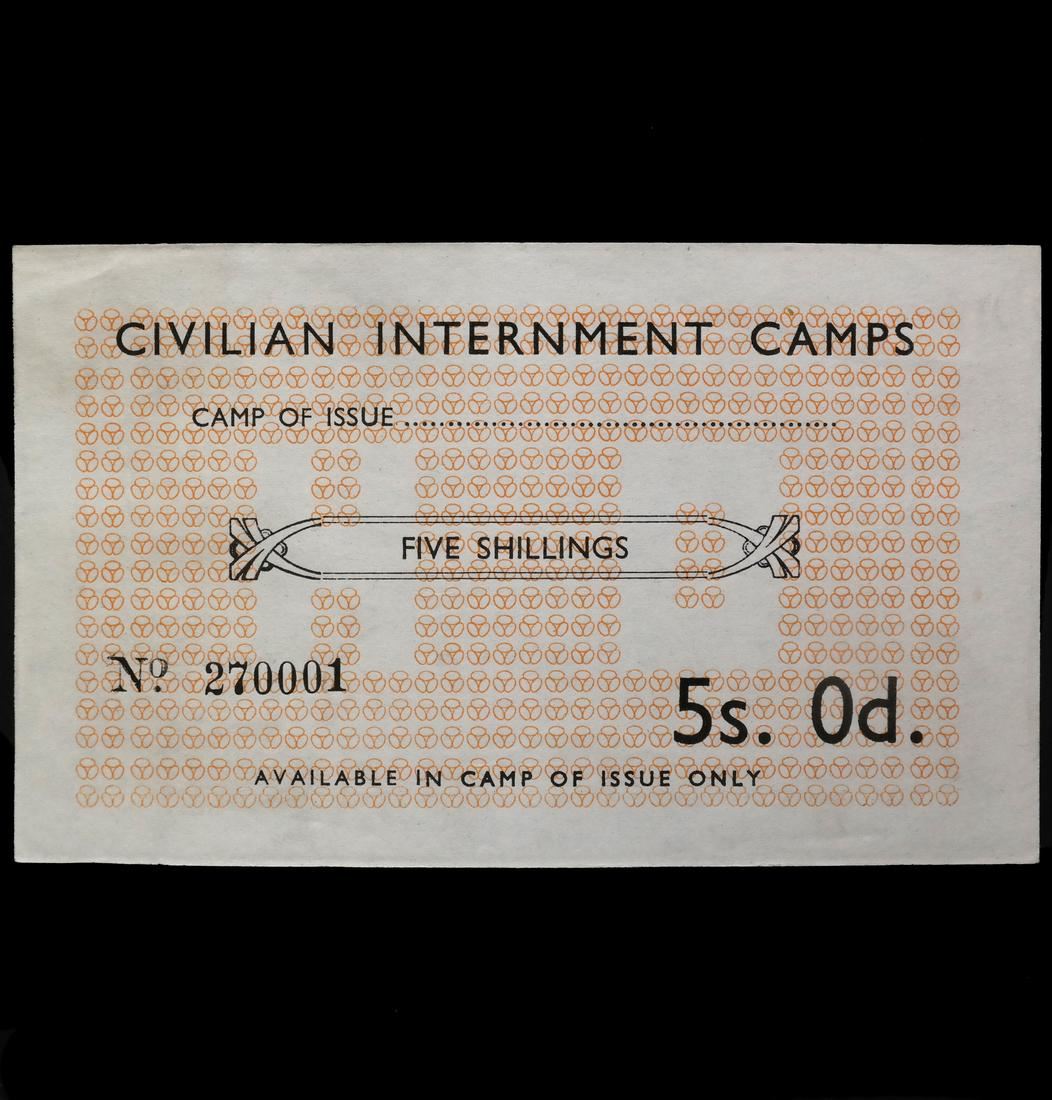 CIVILIAN INTERNMENT CAMPS
CAMP OF ISSUE........................................
FIVE SHILLINGS
Nº 270001
5s. 0d.
AVAILABLE IN CAMP OF ISSUE ONLY